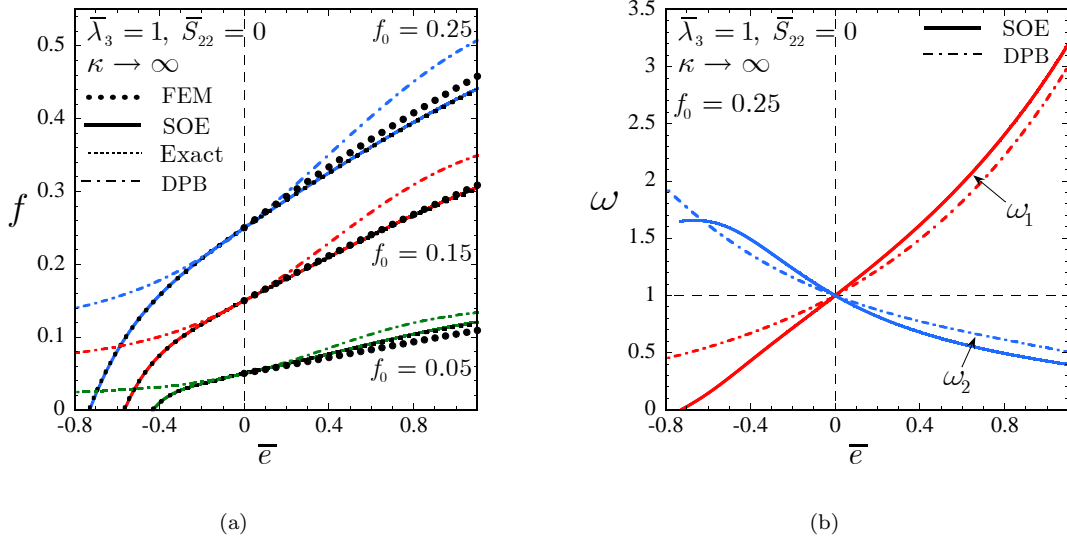 λ̄₃ = 1, S̄₂₂ = 0
κ → ∞
f₀ = 0.25
FEM
SOE
Exact
DPB
f₀ = 0.15
f₀ = 0.05
f
0.5
0.4
0.3
0.2
0.1
0
-0.8 -0.4 0 0.4 0.8
ē
(a)
λ̄₃ = 1, S̄₂₂ = 0
κ → ∞
f₀ = 0.25
SOE
DPB
ω₁
ω₂
ω
3.5
3
2.5
2
1.5
1
0.5
0
-0.8 -0.4 0 0.4 0.8
ē
(b)